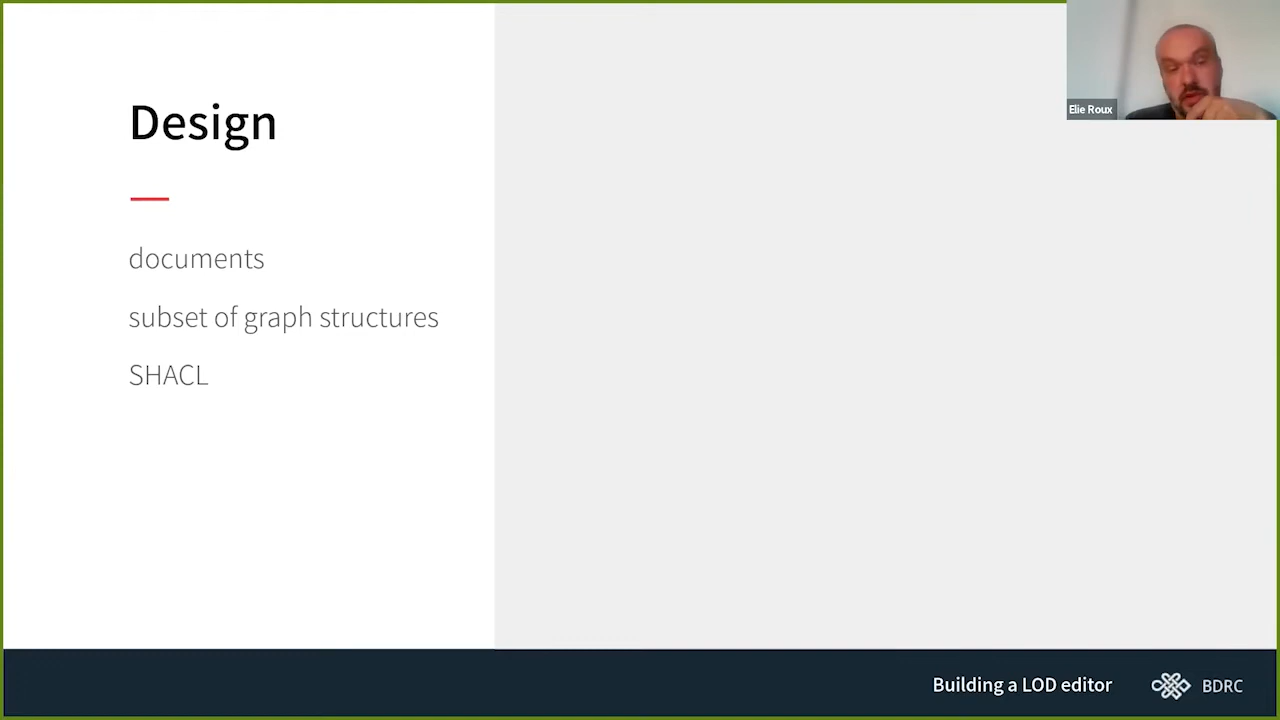 Elie Roux
Design
documents
subset of graph structures
SHACL
Building a LOD editor
BDRC